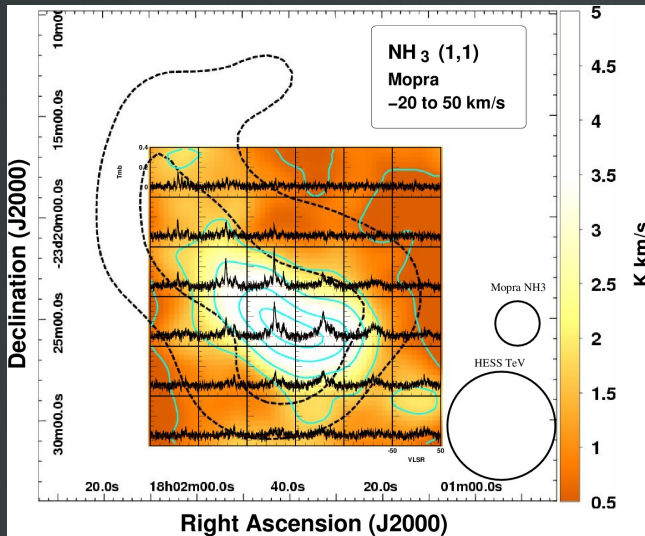 NH3 (1,1)
Mopra
−20 to 50 km/s
Declination (J2000)
10m00.0s
15m00.0s
−23d20m00.0s
25m00.0s
30m00.0s
Tmb
0.4
0
-50
50
VLSR
Mopra NH3
HESS TeV
20.0s
18h02m00.0s
40.0s
20.0s
01m00.0s
Right Ascension (J2000)
5
4.5
4
3.5
3
2.5
2
1.5
1
0.5
K km/s